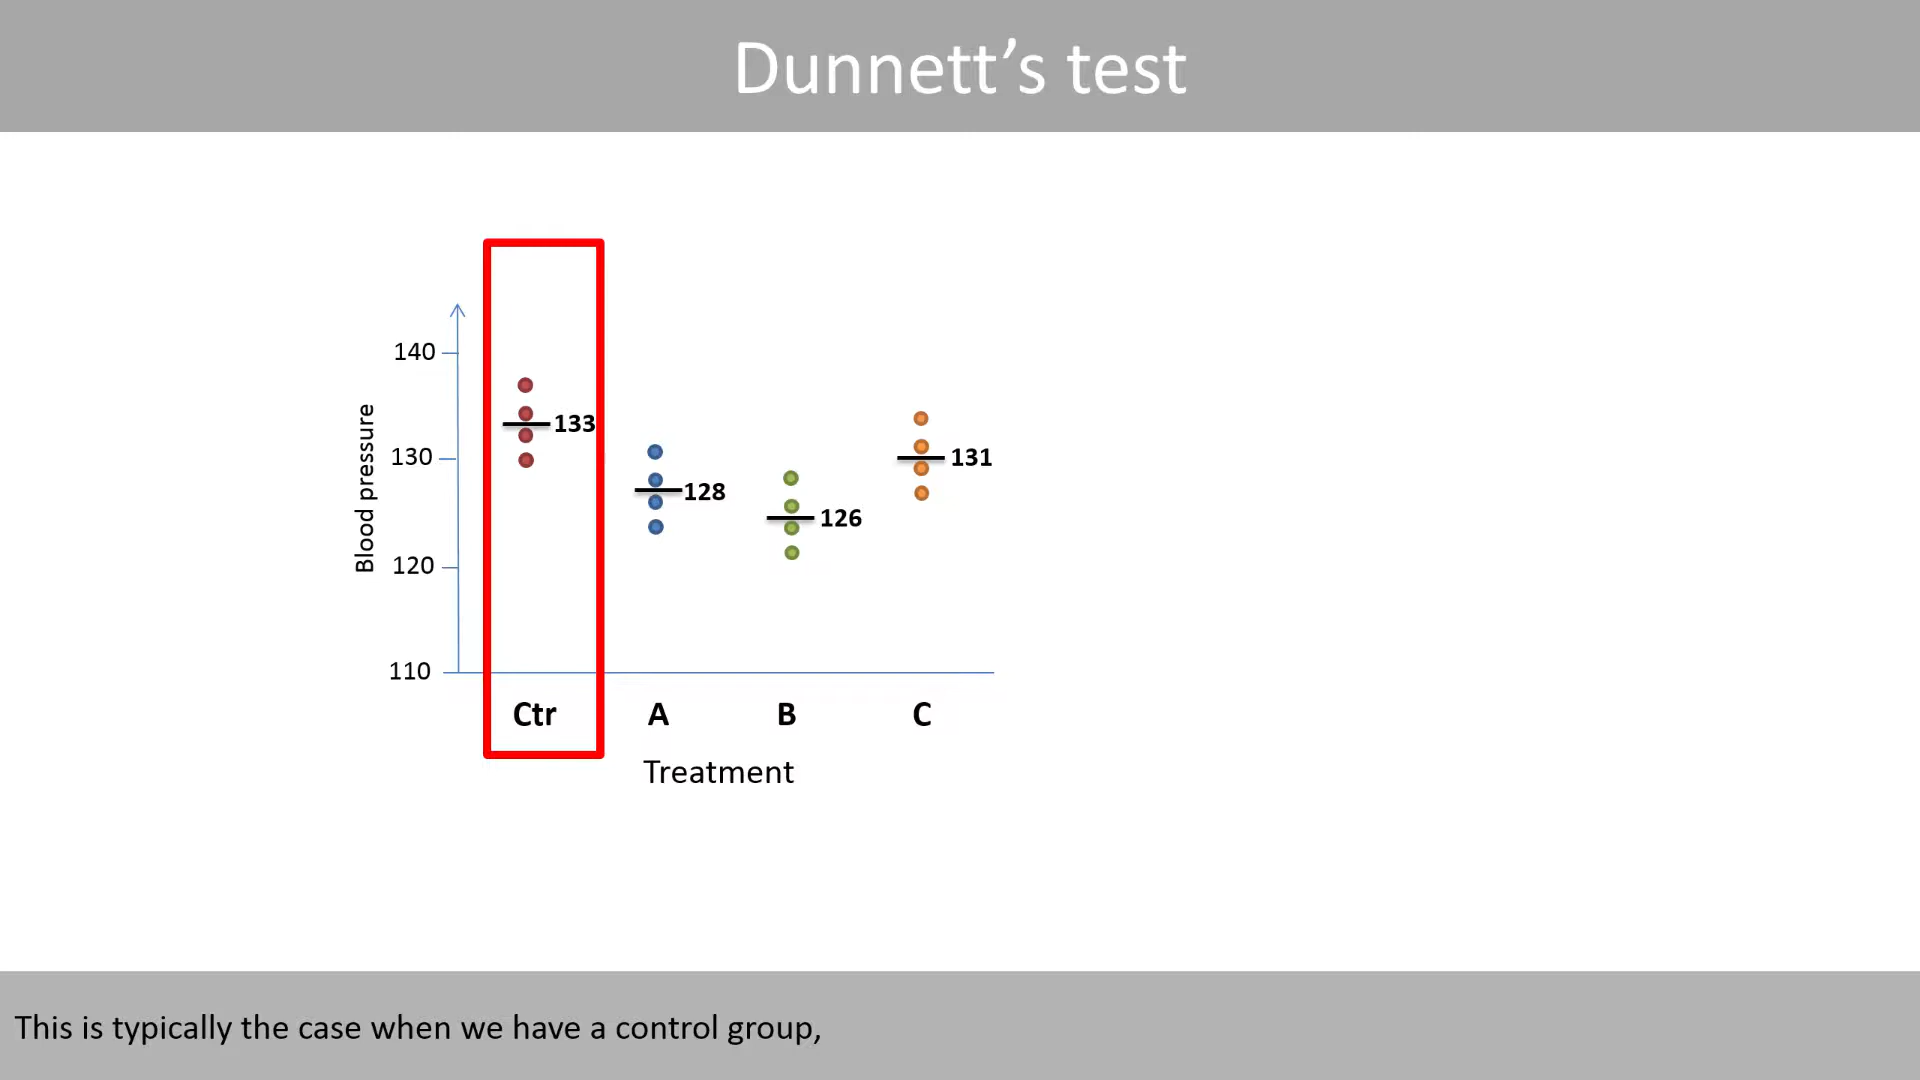 Dunnett’s test
140
130
120
110
Blood pressure
133
128
126
131
Ctr A B C
Treatment
This is typically the case when we have a control group,